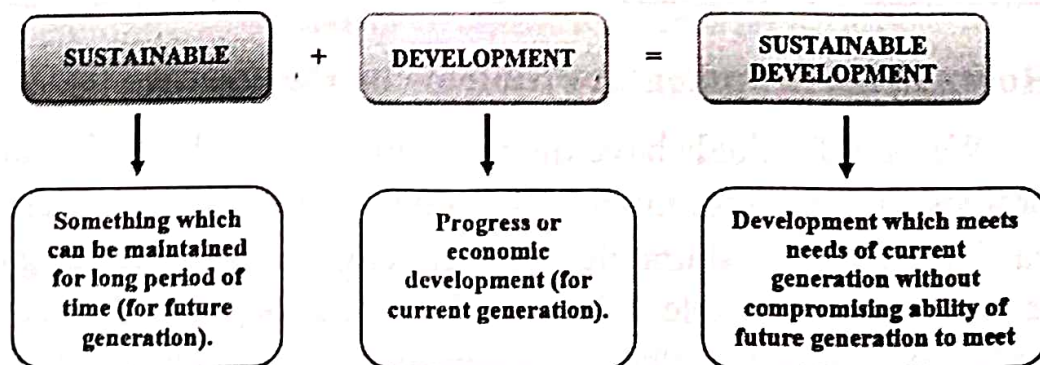 SUSTAINABLE
+
DEVELOPMENT
=
SUSTAINABLE
DEVELOPMENT
Something which
can be maintained
for long period of
time (for future
generation).
Progress or
economic
development (for
current generation).
Development which meets
needs of current
generation without
compromising ability of
future generation to meet